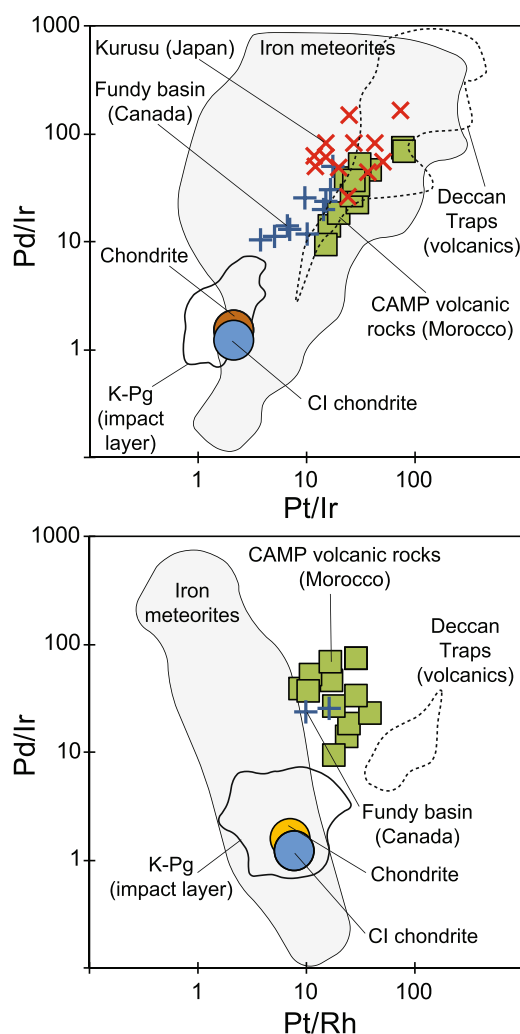 1000
Kurusu (Japan)
Iron meteorites
Fundy basin
(Canada)
100
Pd/Ir
Deccan
Traps
(volcanics)
10
Chondrite
CAMP volcanic
rocks (Morocco)
1
K-Pg
(impact
layer)
CI chondrite
1
10
100
Pt/Ir
1000
CAMP volcanic rocks
(Morocco)
Iron
meteorites
Deccan
Traps
(volcanics)
100
Pd/Ir
10
Fundy basin
(Canada)
K-Pg
(impact layer)
Chondrite
1
CI chondrite
1
10
100
Pt/Rh